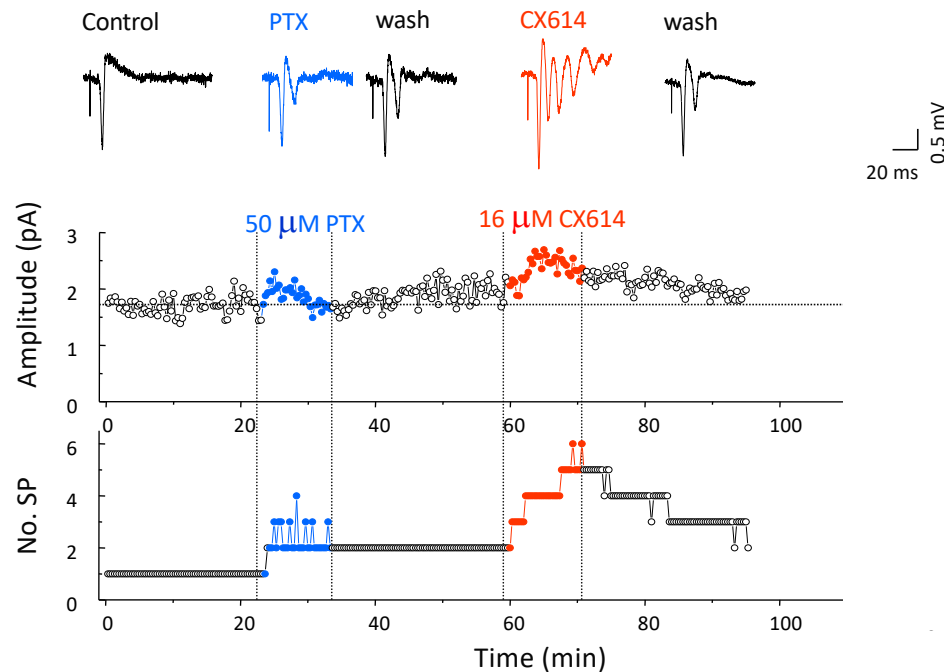 Control PTX wash CX614 wash
0.5 mV
20 ms
50 μM PTX 16 μM CX614
Amplitude (pA)
3
2
1
0
0 20 40 60 80 100
No. SP
6
4
2
0
0 20 40 60 80 100
Time (min)